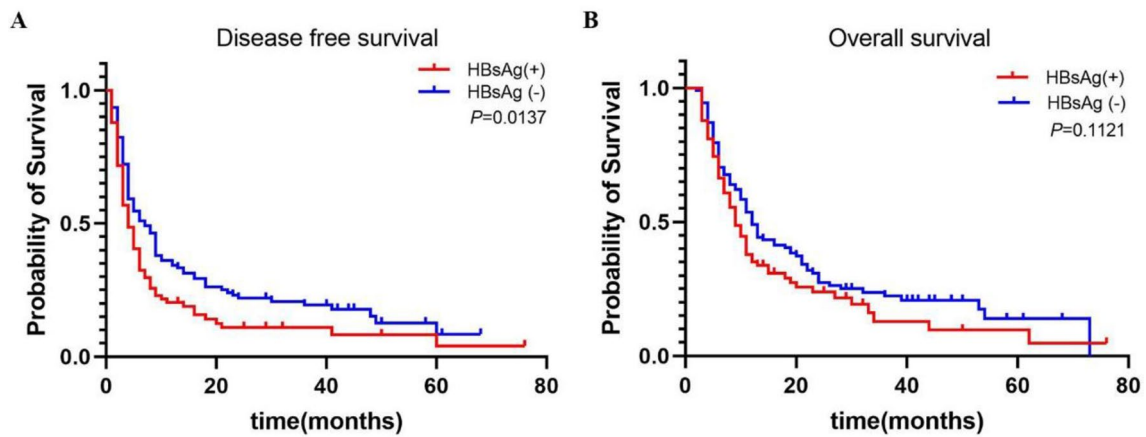 A
Disease free survival
HBsAg(+)
HBsAg (-)
P=0.0137
Probability of Survival
1.0
0.5
0.0
0
20
40
60
80
time(months)
B
Overall survival
HBsAg(+)
HBsAg (-)
P=0.1121
Probability of Survival
1.0
0.5
0.0
0
20
40
60
80
time(months)